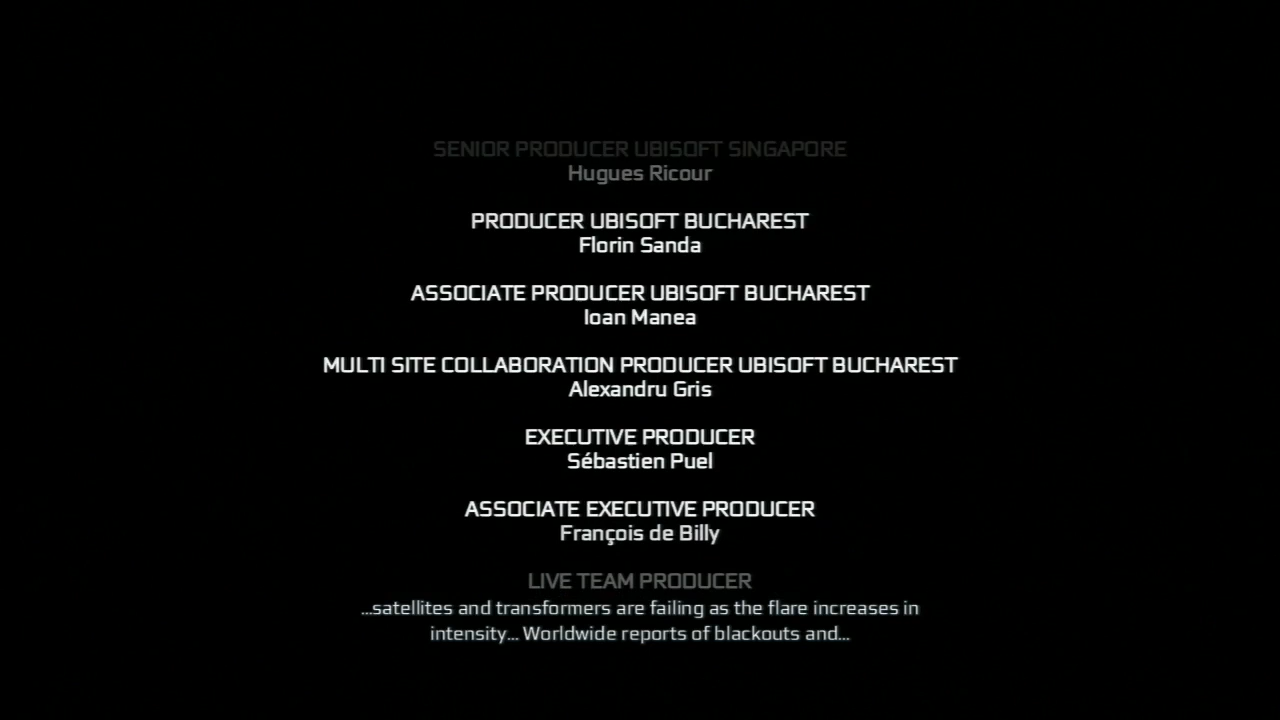 SENIOR PRODUCER UBISOFT SINGAPORE
Hugues Ricour
PRODUCER UBISOFT BUCHAREST
Florin Sanda
ASSOCIATE PRODUCER UBISOFT BUCHAREST
Ioan Manea
MULTI SITE COLLABORATION PRODUCER UBISOFT BUCHAREST
Alexandru Gris
EXECUTIVE PRODUCER
Sébastien Puel
ASSOCIATE EXECUTIVE PRODUCER
François de Billy
LIVE TEAM PRODUCER
...satellites and transformers are failing as the flare increases in
intensity... Worldwide reports of blackouts and...